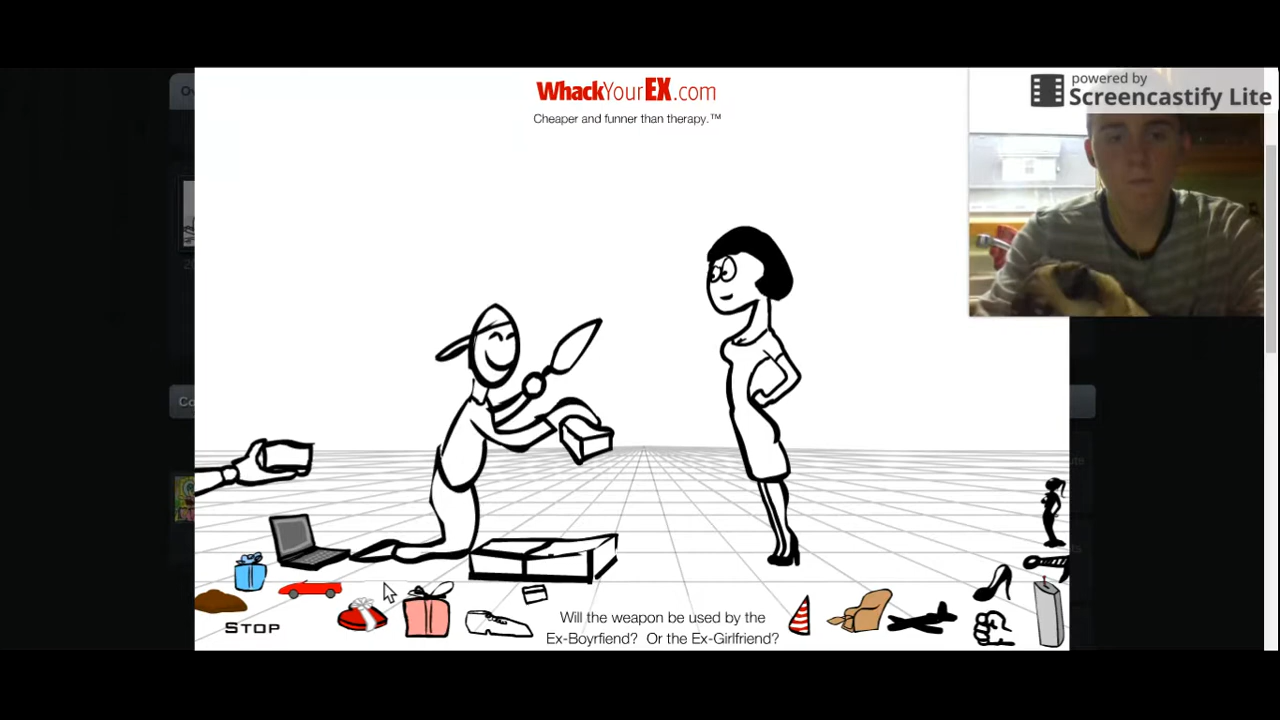 powered by
Screencastify Lite
WhackYourEX.com
Cheaper and funner than therapy.™
STOP
Will the weapon be used by the
Ex-Boyrfiend? Or the Ex-Girlfriend?